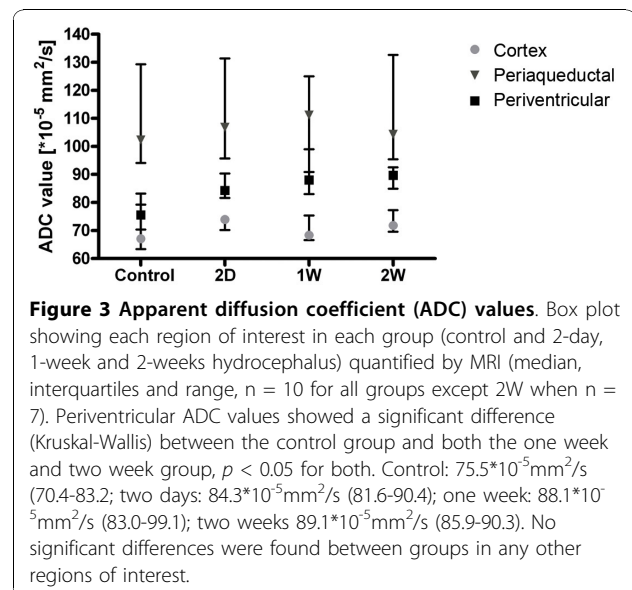 ADC value [*10-5 mm2/s]
140
130
120
110
100
90
80
70
60
Control 2D 1W 2W
Cortex
Periaqueductal
Periventricular
Figure 3 Apparent diffusion coefficient (ADC) values. Box plot
showing each region of interest in each group (control and 2-day,
1-week and 2-weeks hydrocephalus) quantified by MRI (median,
interquartiles and range, n = 10 for all groups except 2W when n =
7). Periventricular ADC values showed a significant difference
(Kruskal-Wallis) between the control group and both the one week
and two week group, p < 0.05 for both. Control: 75.5*10-5mm2/s
(70.4-83.2; two days: 84.3*10-5mm2/s (81.6-90.4); one week: 88.1*10-
5mm2/s (83.0-99.1); two weeks 89.1*10-5mm2/s (85.9-90.3). No
significant differences were found between groups in any other
regions of interest.